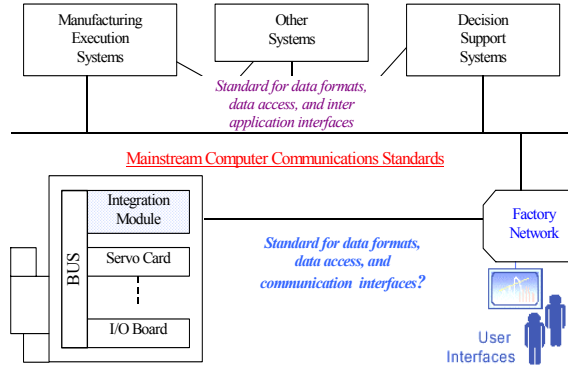 Manufacturing
Execution
Systems
Other
Systems
Decision
Support
Systems
Standard for data formats,
data access, and inter
application interfaces
Mainstream Computer Communications Standards
Integration
Module
BUS
Servo Card
I/O Board
Standard for data formats,
data access, and
communication interfaces?
Factory
Network
User
Interfaces